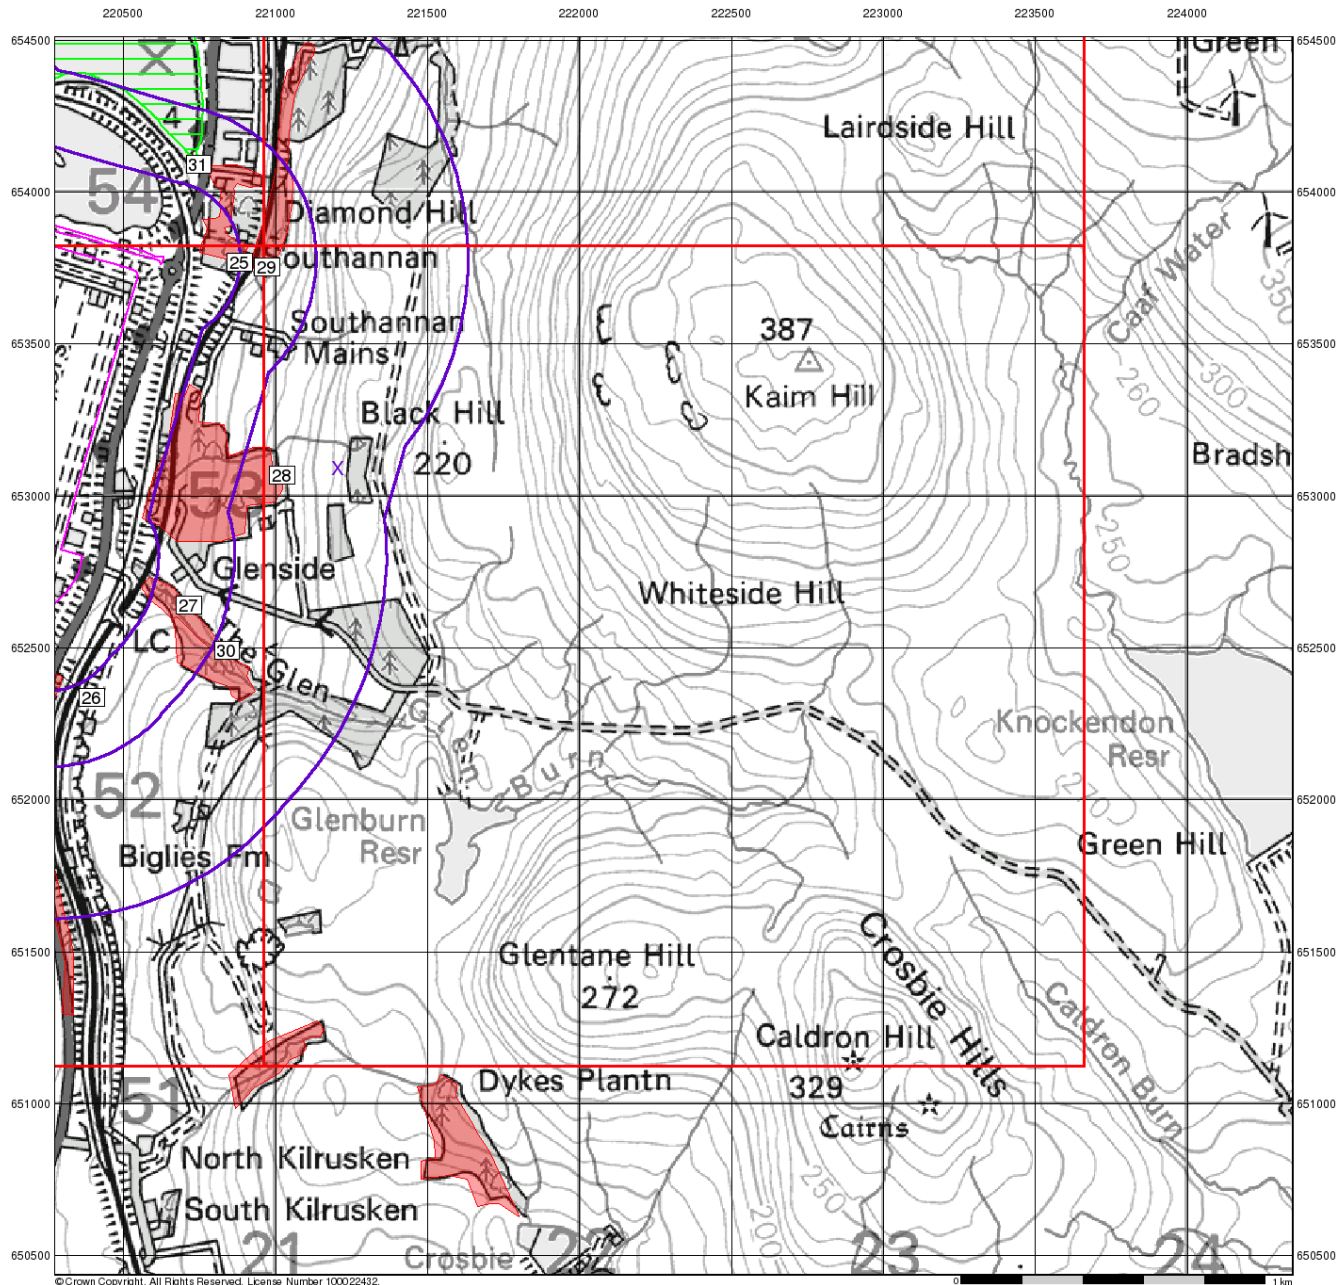 220500 221000 221500 222000 222500 223000 223500 224000
654500 654500
Green
4
Lairdside Hill
31
654000 654000
54
Diamond/Hill
Caaf Water
25 29 outhannan
350
Southannan
Mains
387
653500 653500
Kaim Hill
300
260
Black Hill
220
Bradsh
X
28
53
653000 653000
250
Glenside
Whiteside Hill
27
LC
The Glen
30
652500 652500
26
Glen Burn
Knockendon
Resr
52
652000 652000
Glenburn
Resr
Green Hill
Biglies Fm
Crosbie Hills
651500 651500
Glentane Hill
272
Caldron Hill
Caldron Burn
329
Dykes Plantn
51
651000 651000
Cairns
North Kilrusken
250
South Kilrusken
200
21 22 23 24
Crosbie
650500 650500
© Crown Copyright. All Rights Reserved. License Number 100022432.
0 1 km